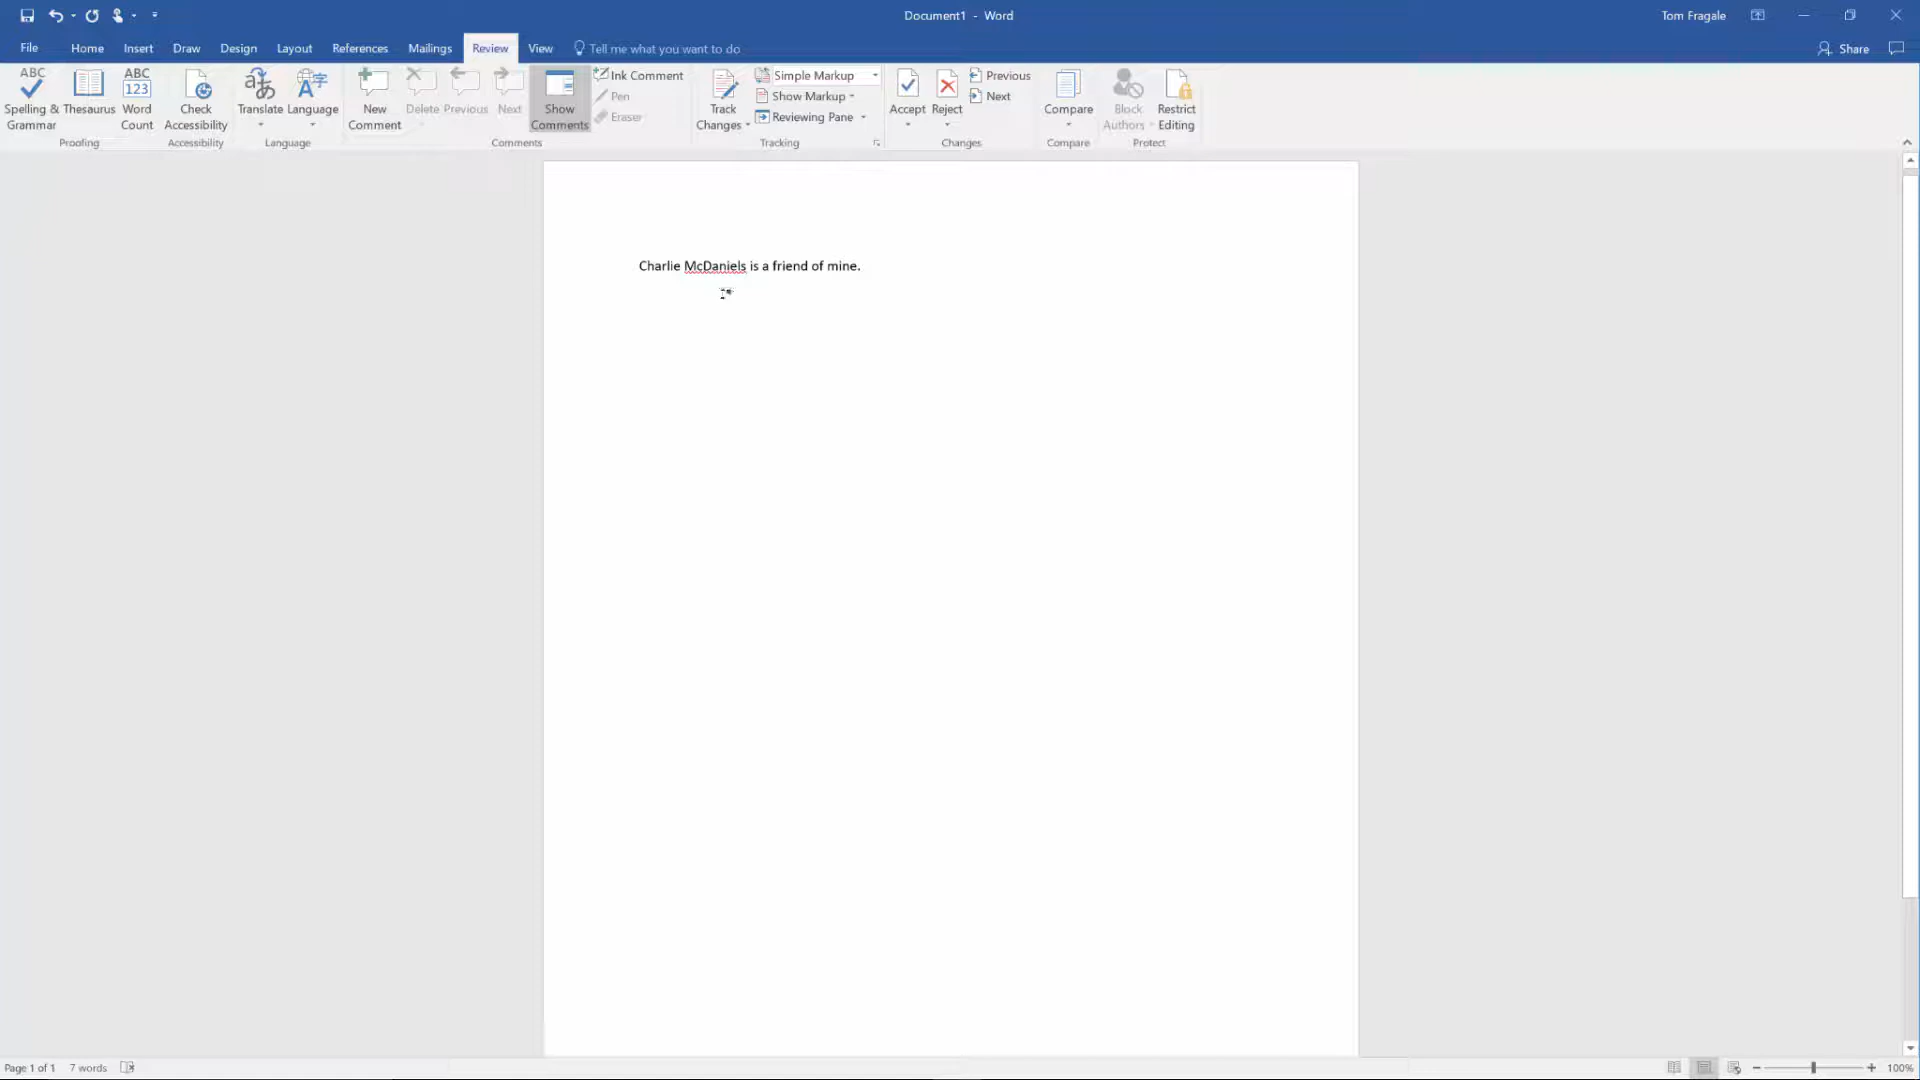 Document1 - Word
Tom Fragale
File Home Insert Draw Design Layout References Mailings Review View Tell me what you want to do
Share
ABC
Spelling &
Grammar
Thesaurus
ABC
123
Word
Count
Proofing
Check
Accessibility
Accessibility
Translate
Language
Language
New
Comment
Delete
Previous
Next
Show
Comments
Ink Comment
Pen
Eraser
Comments
Track
Changes
Simple Markup
Show Markup
Reviewing Pane
Tracking
Accept
Reject
Previous
Next
Changes
Compare
Compare
Block
Authors
Restrict
Editing
Protect
Charlie McDaniels is a friend of mine.
Page 1 of 1 7 words
100%